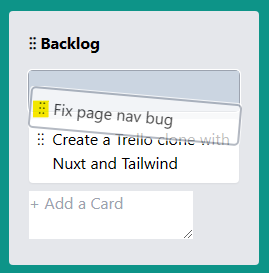 Backlog
Fix page nav bug
Create a Trello clone with
Nuxt and Tailwind
+ Add a Card